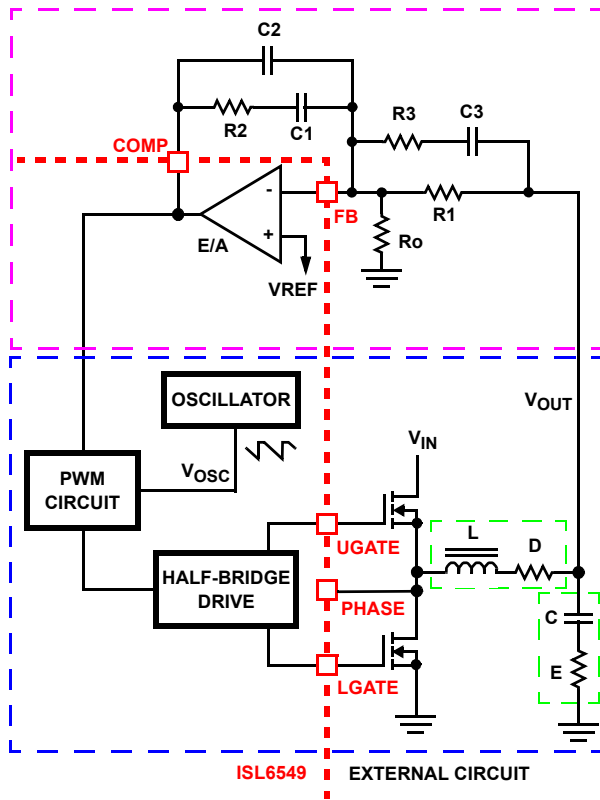 C2
R2
C1
R3
C3
COMP
-
FB
R1
E/A
+
Ro
VREF
OSCILLATOR
VOUT
VIN
PWM
CIRCUIT
VOSC
UGATE
L
D
HALF-BRIDGE
DRIVE
PHASE
C
E
LGATE
ISL6549
EXTERNAL CIRCUIT